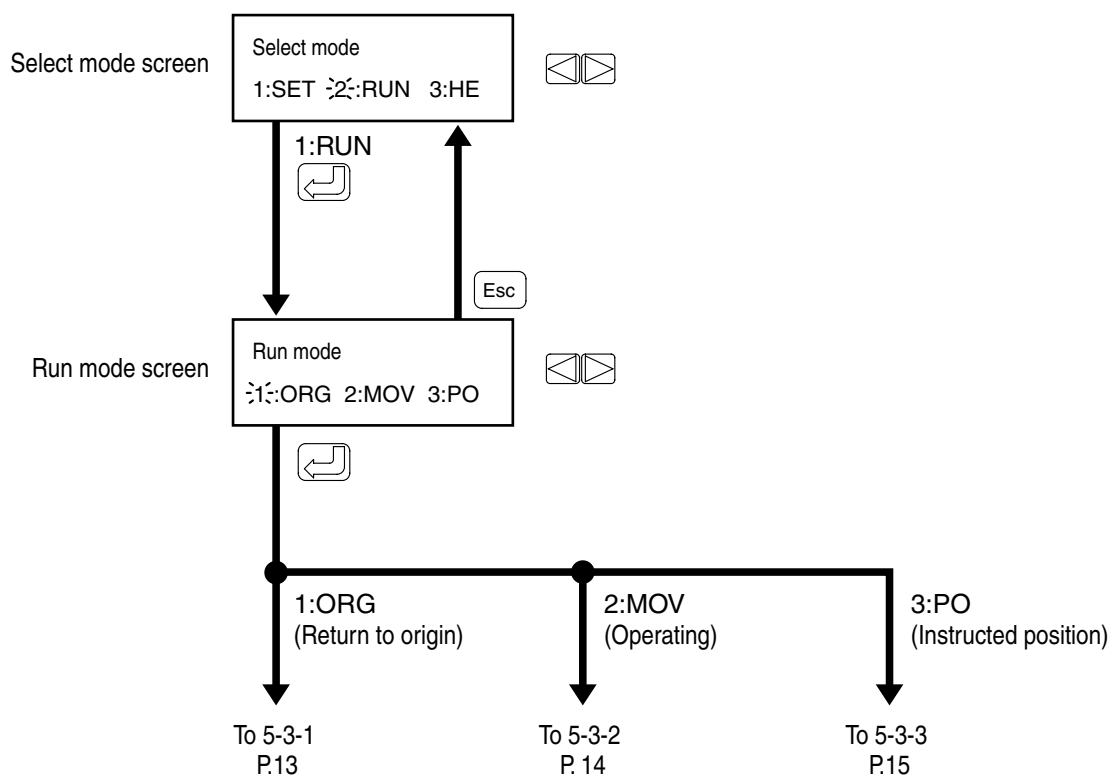 Select mode screen
Select mode
1:SET 2:RUN 3:HE
1:RUN
Esc
Run mode screen
Run mode
1:ORG 2:MOV 3:PO
1:ORG
(Return to origin)
2:MOV
(Operating)
3:PO
(Instructed position)
To 5-3-1
P.13
To 5-3-2
P. 14
To 5-3-3
P.15